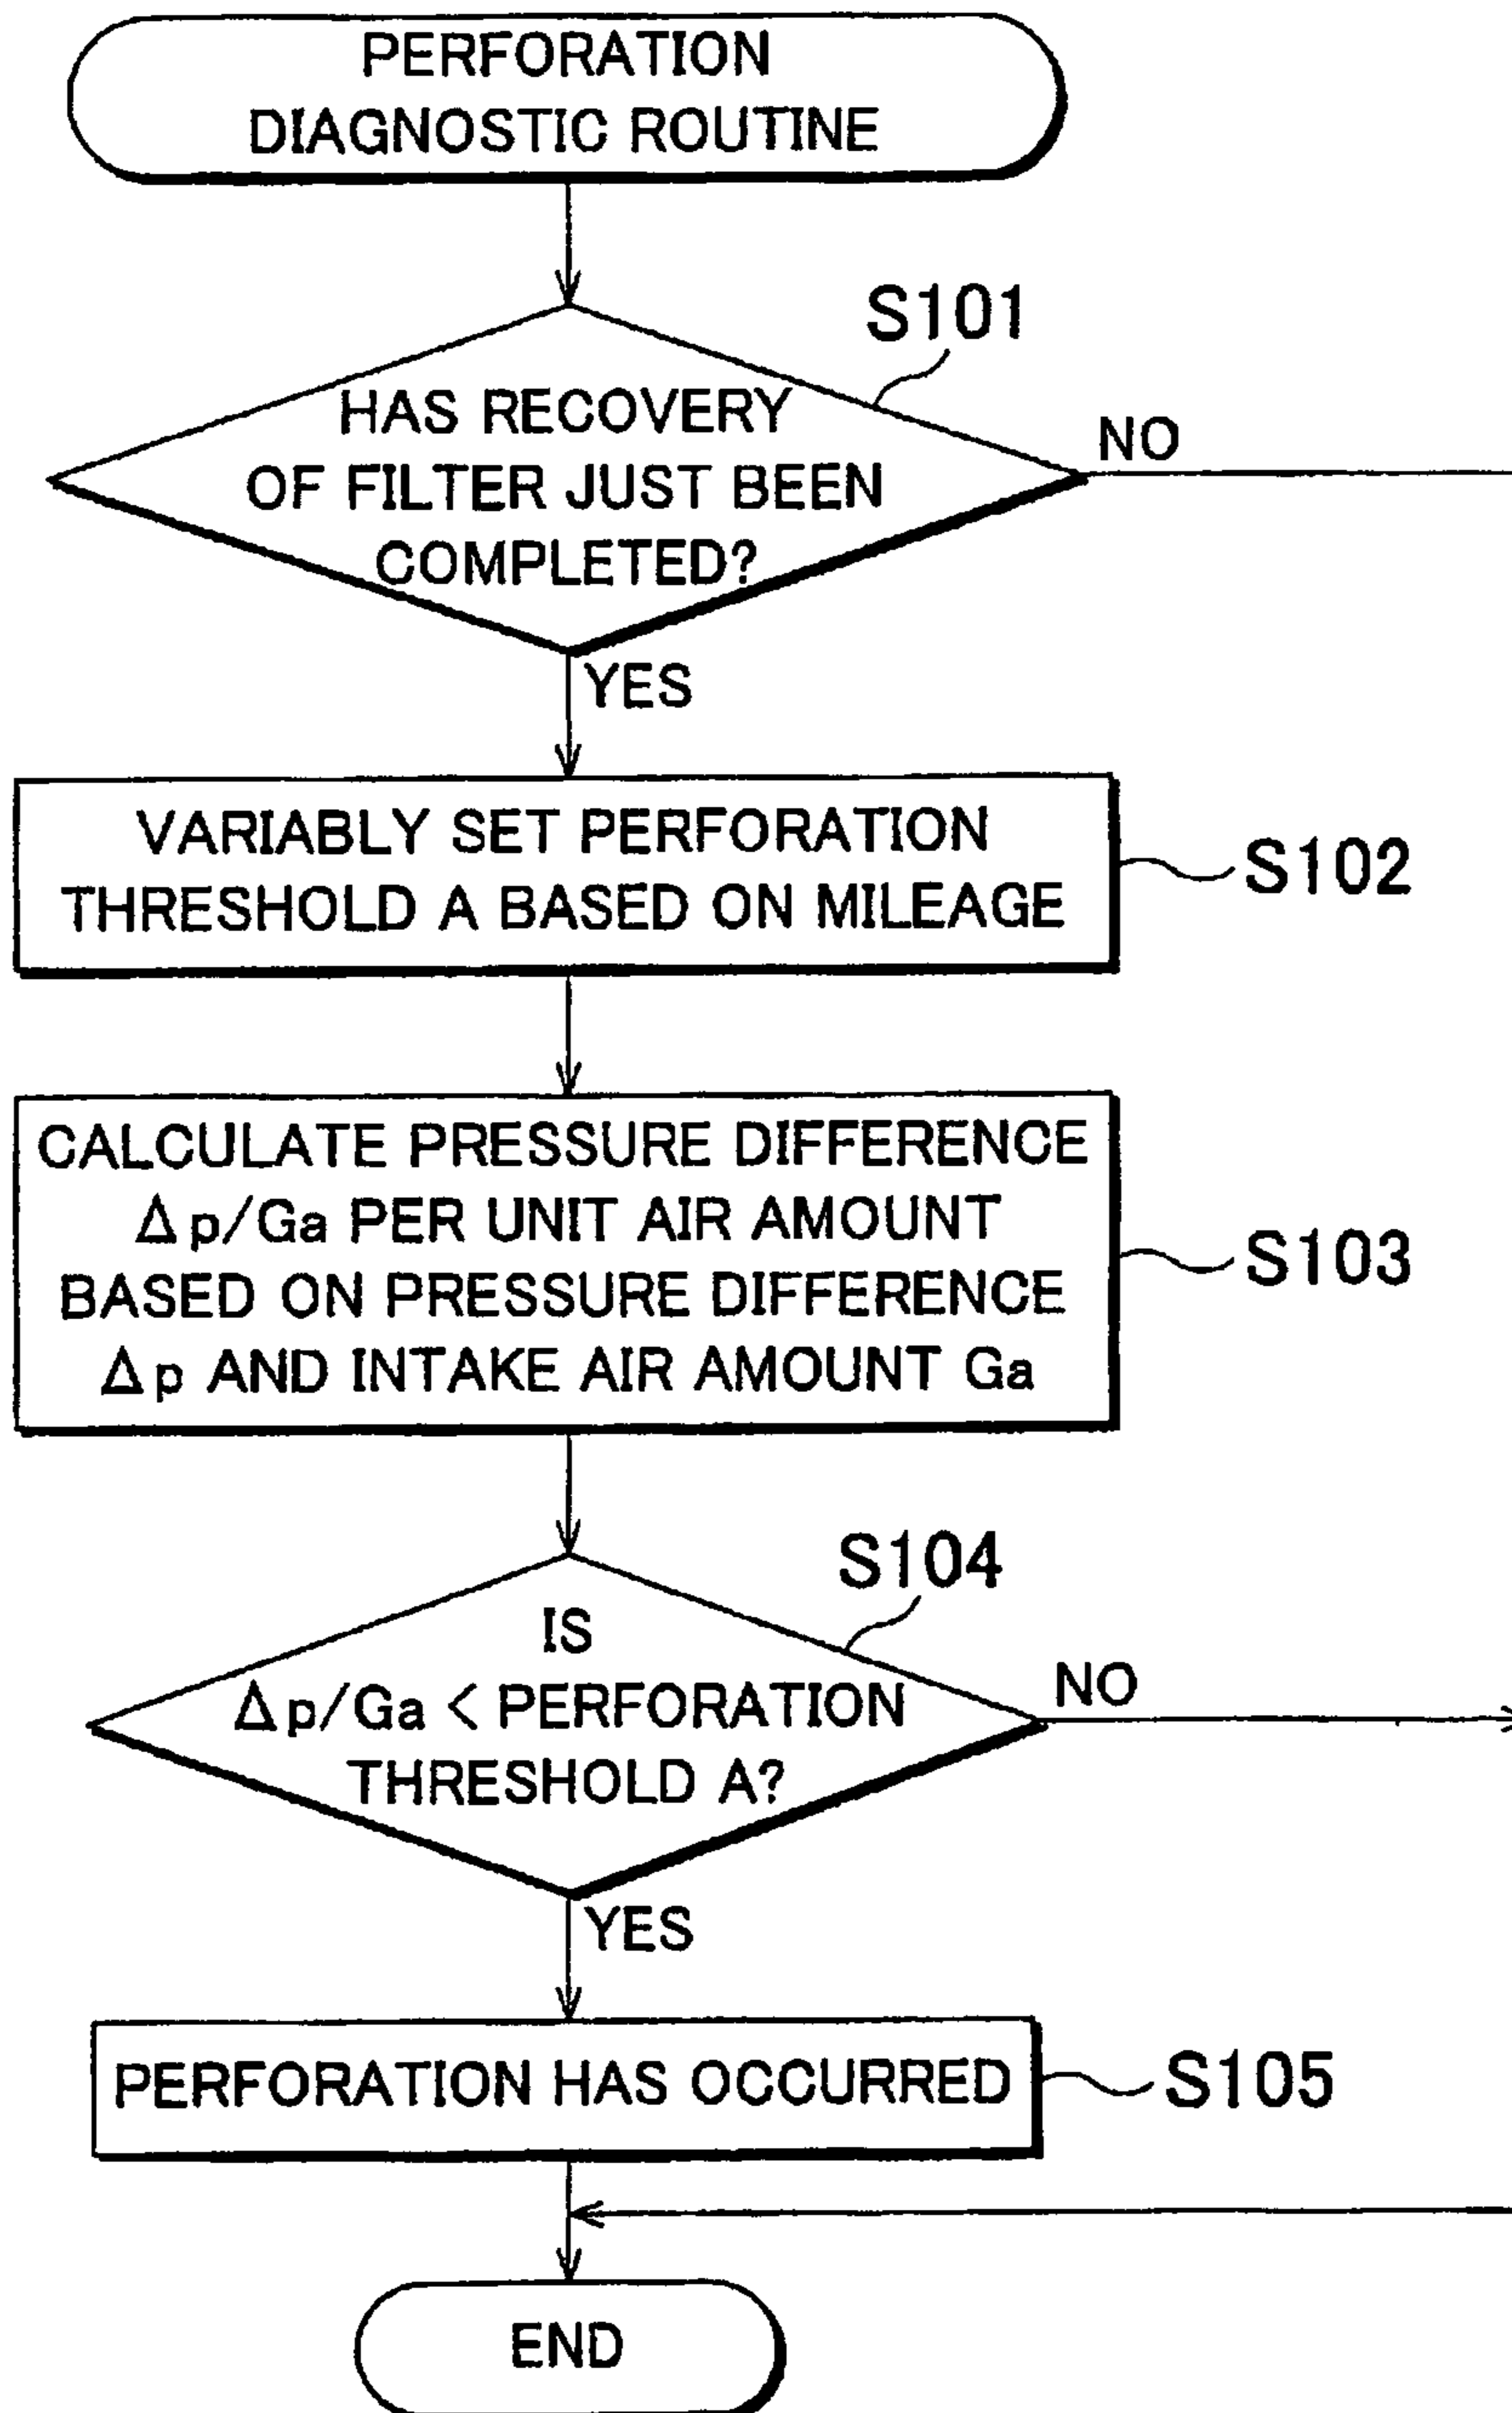 PERFORATION
DIAGNOSTIC ROUTINE
S101
HAS RECOVERY
OF FILTER JUST BEEN
COMPLETED?
NO
YES
VARIABLY SET PERFORATION
THRESHOLD A BASED ON MILEAGE
S102
CALCULATE PRESSURE DIFFERENCE
Δp/Ga PER UNIT AIR AMOUNT
BASED ON PRESSURE DIFFERENCE
Δp AND INTAKE AIR AMOUNT Ga
S103
S104
IS
Δp/Ga < PERFORATION
THRESHOLD A?
NO
YES
PERFORATION HAS OCCURRED
S105
END